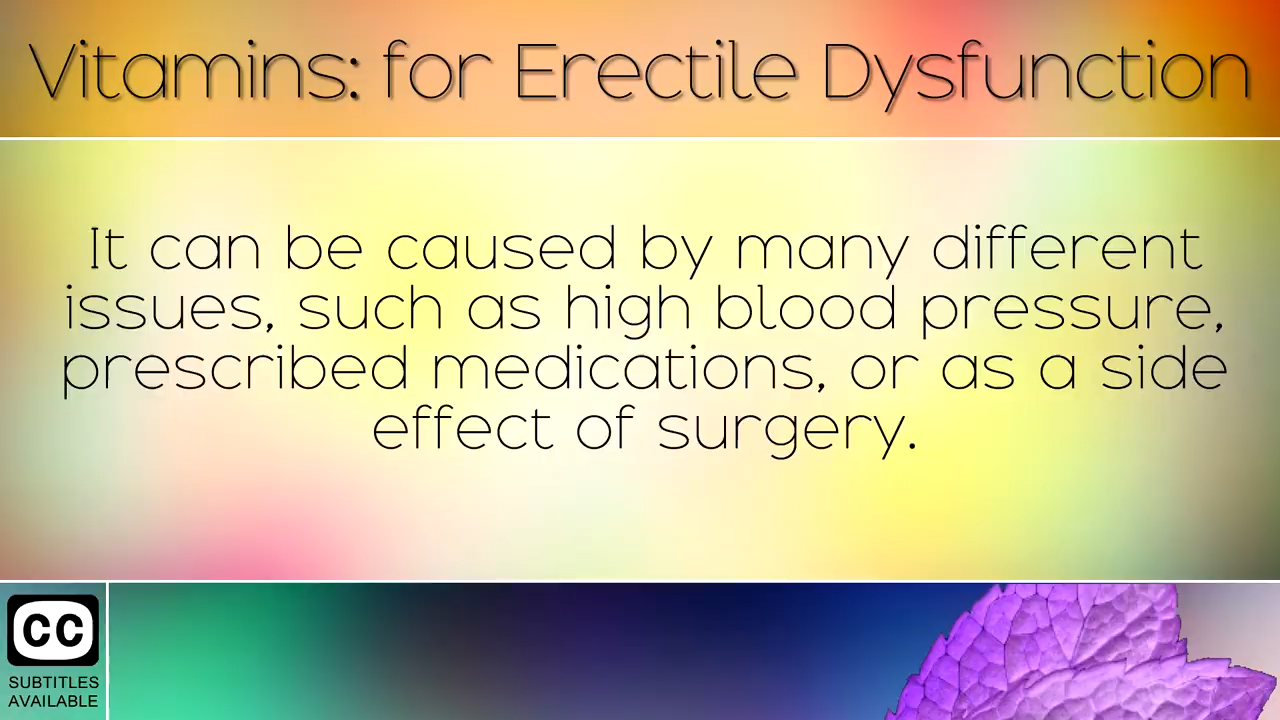 Vitamins: for Erectile Dysfunction
It can be caused by many different
issues, such as high blood pressure,
prescribed medications, or as a side
effect of surgery.
CC
SUBTITLES
AVAILABLE